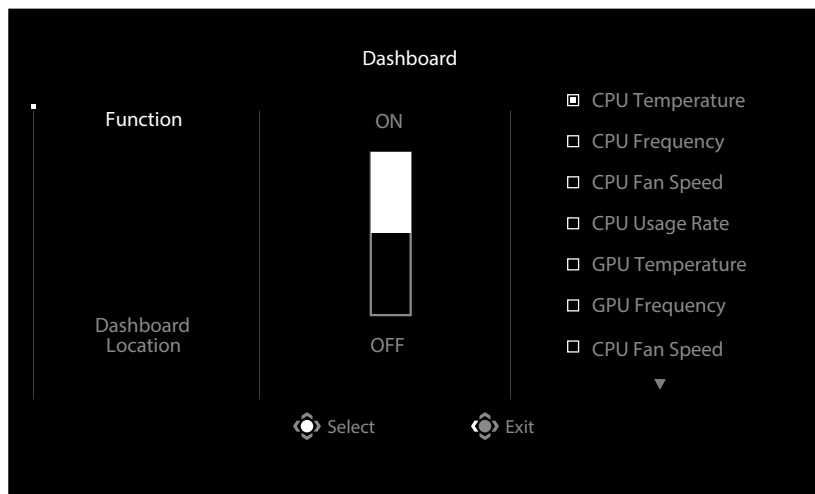 Dashboard
Function
Dashboard
Location
ON
OFF
CPU Temperature
CPU Frequency
CPU Fan Speed
CPU Usage Rate
GPU Temperature
GPU Frequency
CPU Fan Speed
Select
Exit